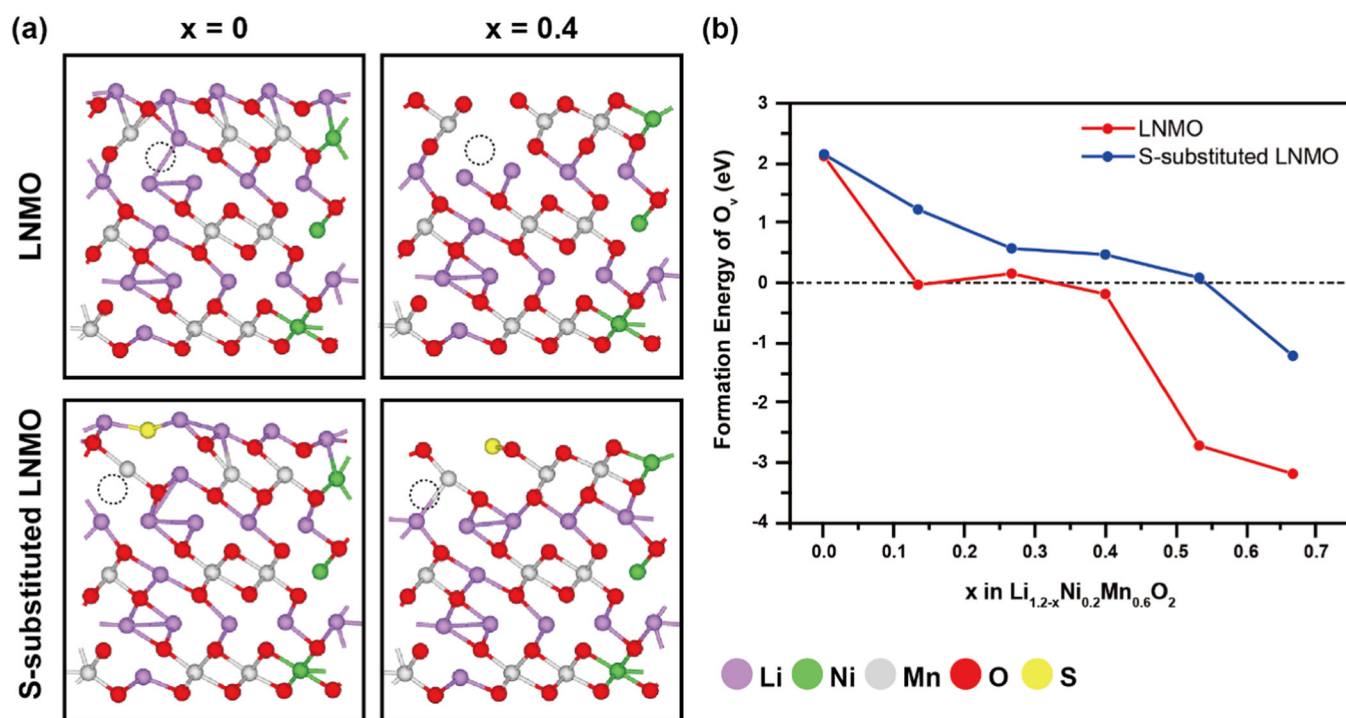 (a)
x = 0
x = 0.4
LNMO
S-substituted LNMO
(b)
Formation Energy of Oᵥ (eV)
3
2
1
0
-1
-2
-3
-4
LNMO
S-substituted LNMO
0.0 0.1 0.2 0.3 0.4 0.5 0.6 0.7
x in Li₁.₂₋ₓNi₀.₂Mn₀.₆O₂
Li Ni Mn O S